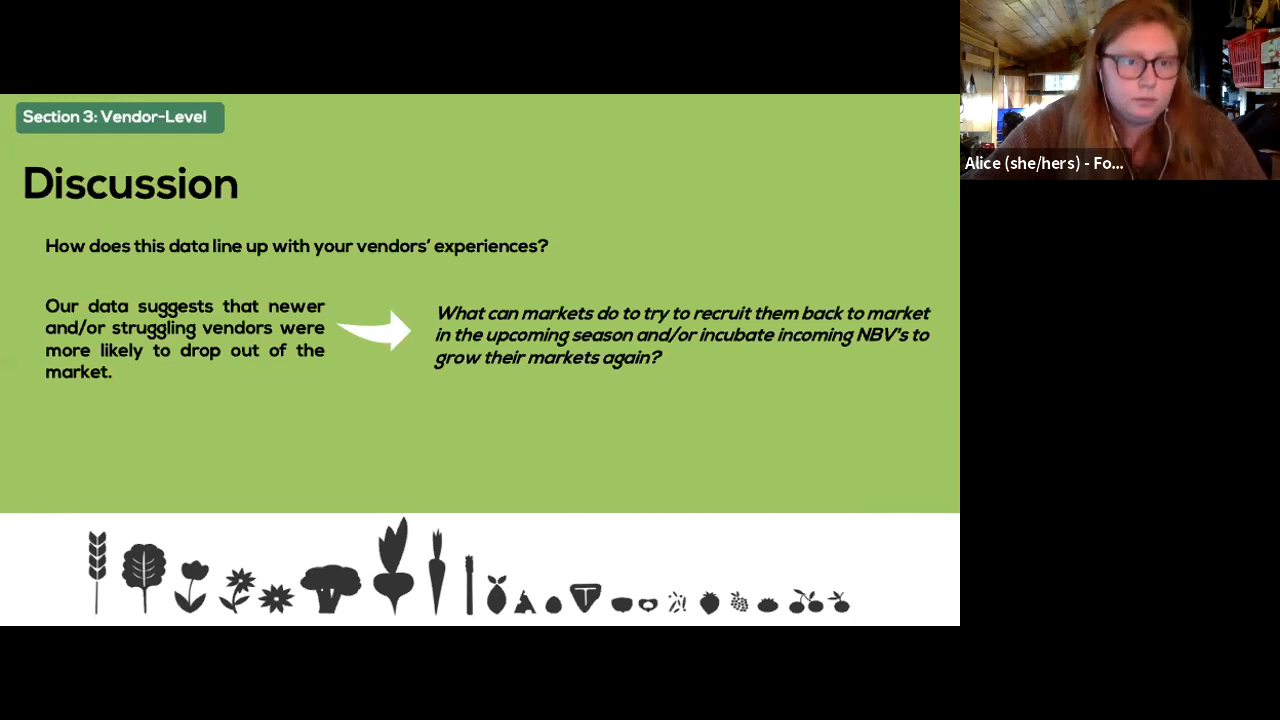 Section 3: Vendor-Level
Discussion
How does this data line up with your vendors’ experiences?
Our data suggests that newer
and/or struggling vendors were
more likely to drop out of the
market.
What can markets do to try to recruit them back to market
in the upcoming season and/or incubate incoming NBV's to
grow their markets again?
Alice (she/hers) - Fo...